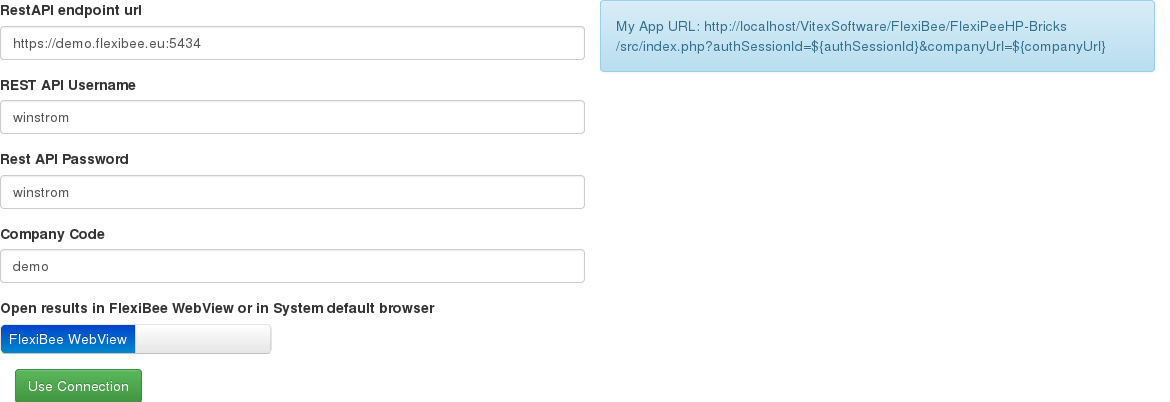 RestAPI endpoint url
https://demo.flexibee.eu:5434
REST API Username
winstrom
Rest API Password
winstrom
Company Code
demo
Open results in FlexiBee WebView or in System default browser
FlexiBee WebView
Use Connection
My App URL: http://localhost/VitexSoftware/FlexiBee/FlexiPeeHP-Bricks
/src/index.php?authSessionId=${authSessionId}&companyUrl=${companyUrl}